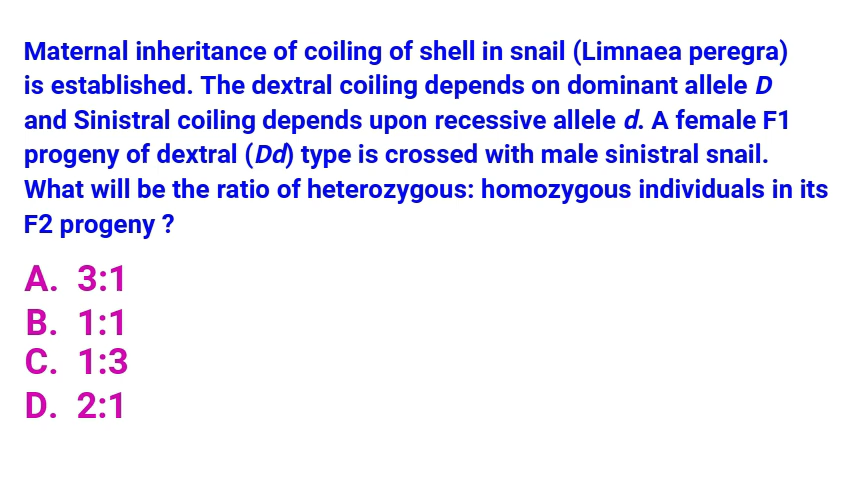 Maternal inheritance of coiling of shell in snail (Limnaea peregra)
is established. The dextral coiling depends on dominant allele D
and Sinistral coiling depends upon recessive allele d. A female F1
progeny of dextral (Dd) type is crossed with male sinistral snail.
What will be the ratio of heterozygous: homozygous individuals in its
F2 progeny ?
A. 3:1
B. 1:1
C. 1:3
D. 2:1